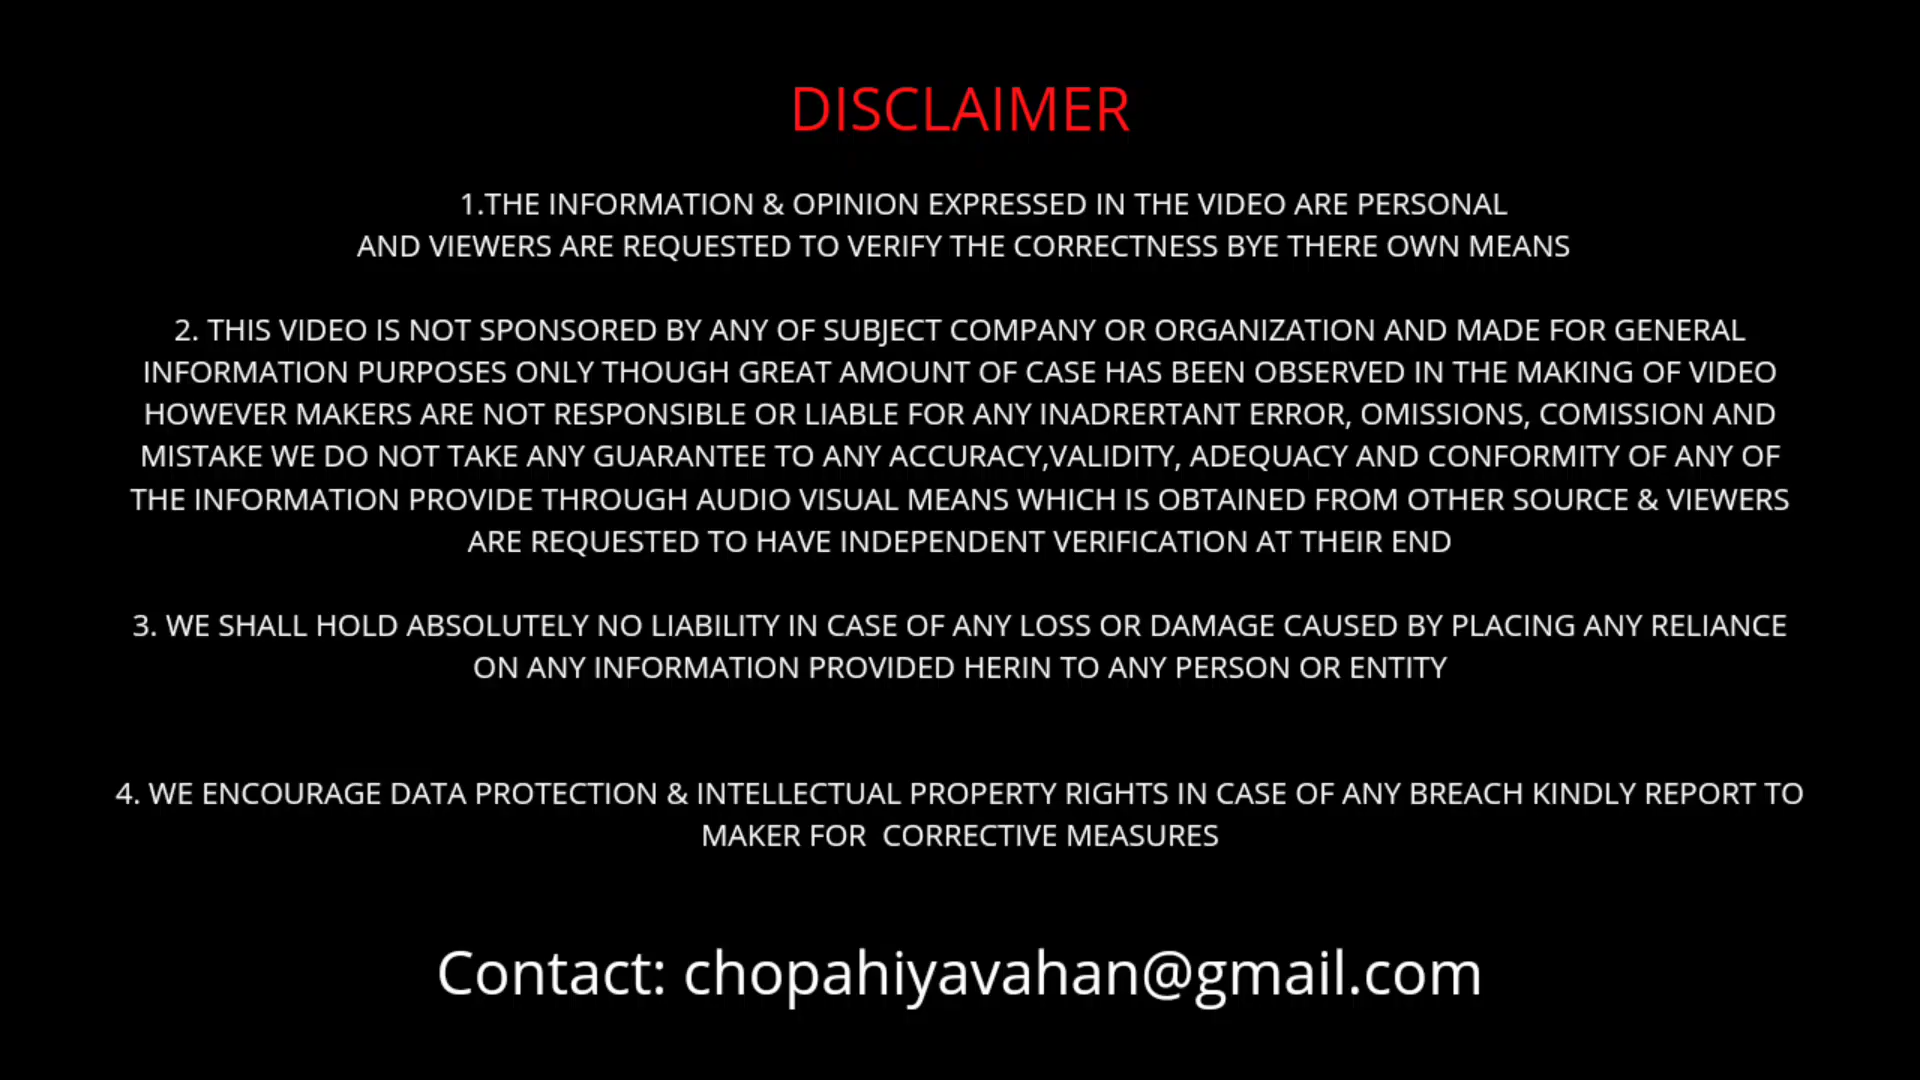 DISCLAIMER
1.THE INFORMATION & OPINION EXPRESSED IN THE VIDEO ARE PERSONAL
AND VIEWERS ARE REQUESTED TO VERIFY THE CORRECTNESS BYE THERE OWN MEANS
2. THIS VIDEO IS NOT SPONSORED BY ANY OF SUBJECT COMPANY OR ORGANIZATION AND MADE FOR GENERAL
INFORMATION PURPOSES ONLY THOUGH GREAT AMOUNT OF CASE HAS BEEN OBSERVED IN THE MAKING OF VIDEO
HOWEVER MAKERS ARE NOT RESPONSIBLE OR LIABLE FOR ANY INADRERTANT ERROR, OMISSIONS, COMISSION AND
MISTAKE WE DO NOT TAKE ANY GUARANTEE TO ANY ACCURACY,VALIDITY, ADEQUACY AND CONFORMITY OF ANY OF
THE INFORMATION PROVIDE THROUGH AUDIO VISUAL MEANS WHICH IS OBTAINED FROM OTHER SOURCE & VIEWERS
ARE REQUESTED TO HAVE INDEPENDENT VERIFICATION AT THEIR END
3. WE SHALL HOLD ABSOLUTELY NO LIABILITY IN CASE OF ANY LOSS OR DAMAGE CAUSED BY PLACING ANY RELIANCE
ON ANY INFORMATION PROVIDED HERIN TO ANY PERSON OR ENTITY
4. WE ENCOURAGE DATA PROTECTION & INTELLECTUAL PROPERTY RIGHTS IN CASE OF ANY BREACH KINDLY REPORT TO
MAKER FOR  CORRECTIVE MEASURES
Contact: chopahiyavahan@gmail.com